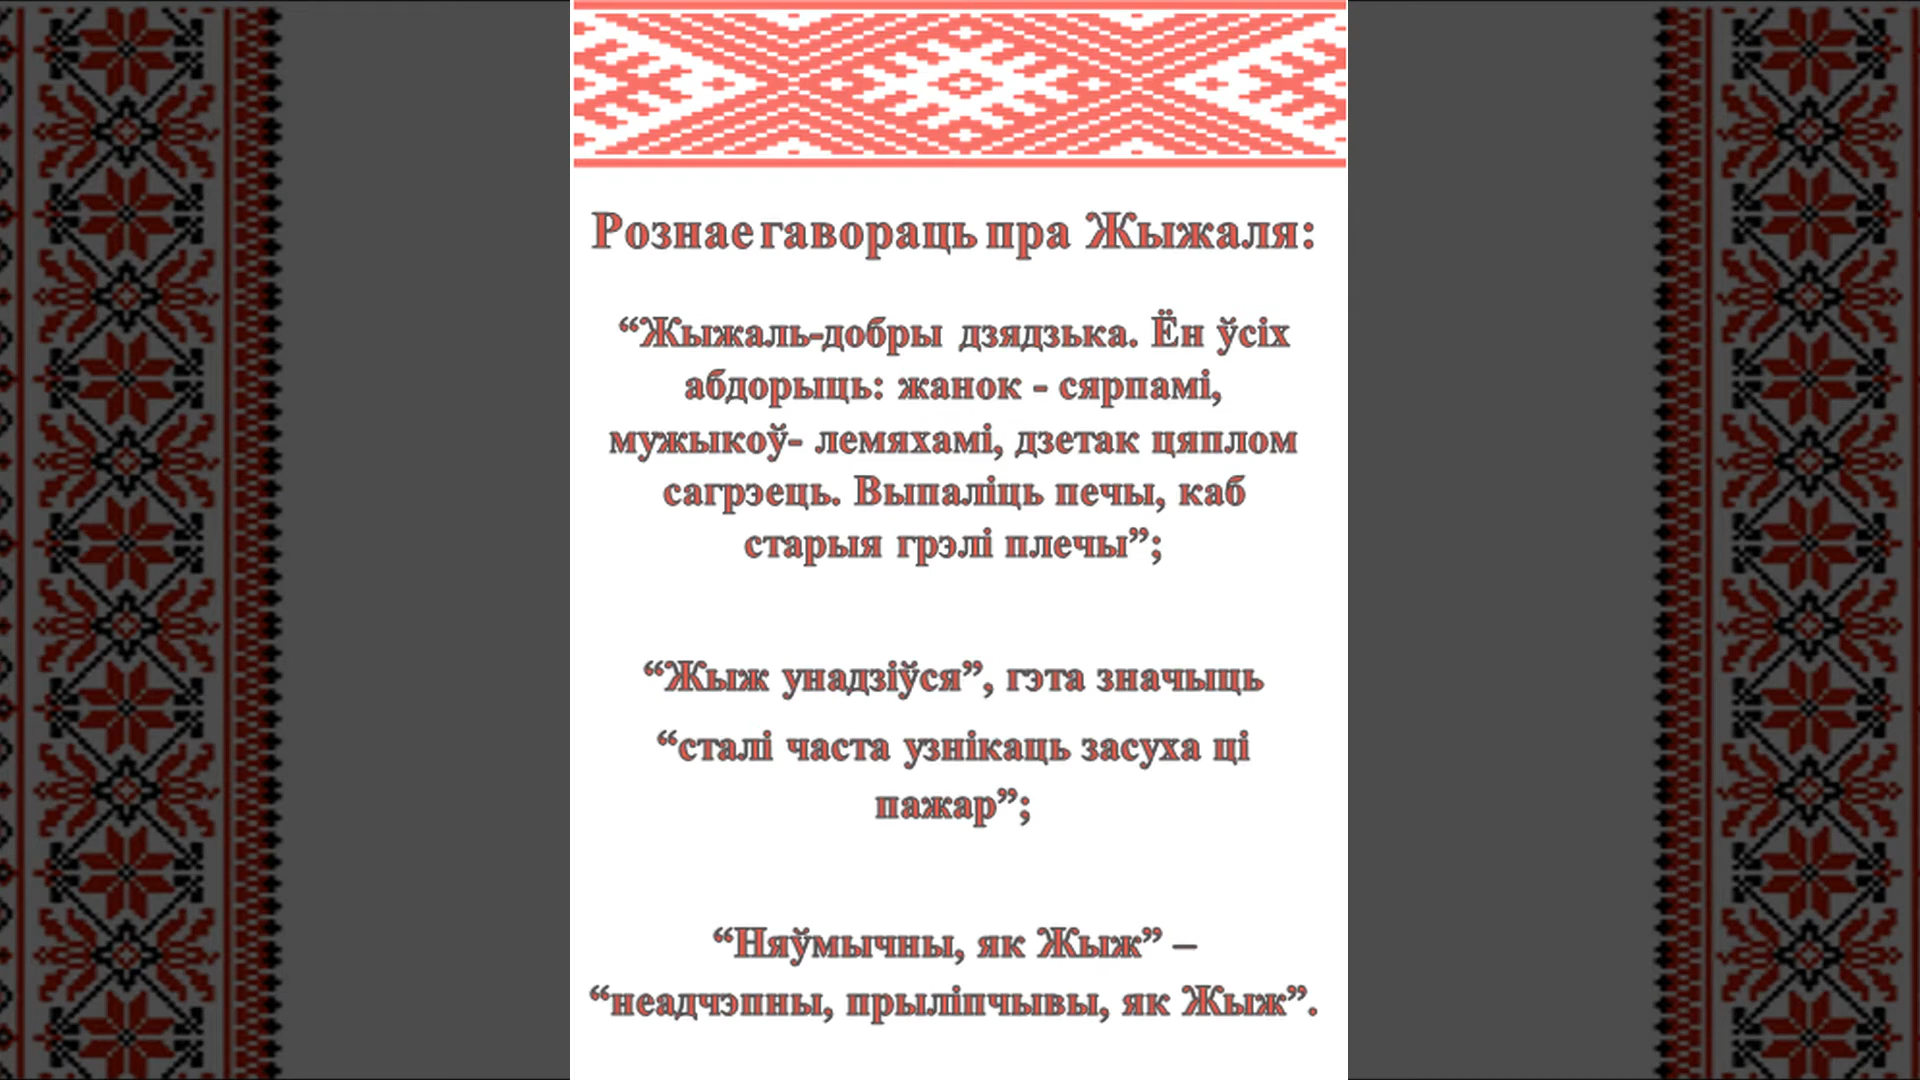 Рознае гавораць пра Жыжаля:
“Жыжаль-добры дзядзька. Ён ўсіх
абдорыць: жанок - сярпамі,
мужыкоў- лемяхамі, дзетак цяплом
сагрэець. Выпаліць печы, каб
старыя грэлі плечы”;
“Жыж унадзіўся”, гэта значыць
“сталі часта узнікаць засуха ці
пажар”;
“Няўмычны, як Жыж” –
“неадчэпны, прыліпчывы, як Жыж”.